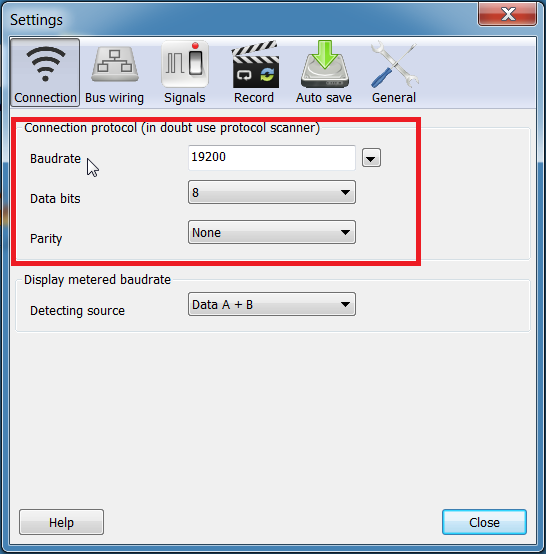 Settings
Connection Bus wiring Signals Record Auto save General
Connection protocol (in doubt use protocol scanner)
Baudrate 19200
Data bits 8
Parity None
Display metered baudrate
Detecting source Data A + B
Help Close